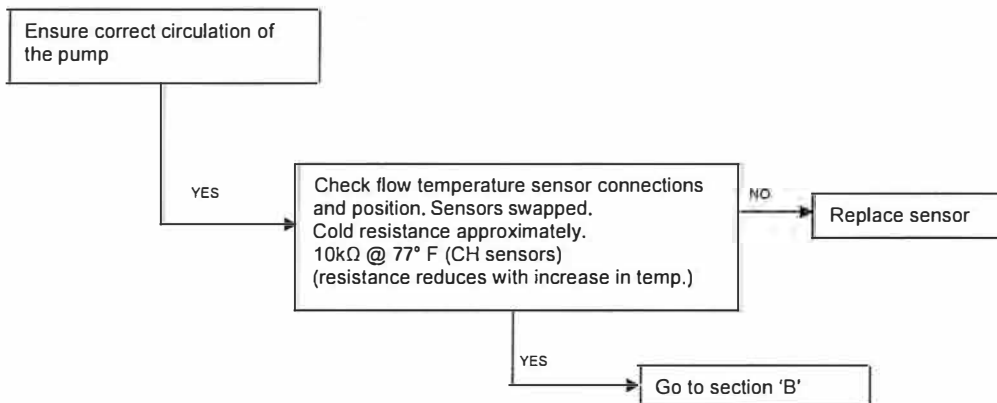 Ensure correct circulation of
the pump
YES
Check flow temperature sensor connections
and position. Sensors swapped.
Cold resistance approximately.
10kΩ @ 77° F (CH sensors)
(resistance reduces with increase in temp.)
NO
Replace sensor
YES
Go to section 'B'